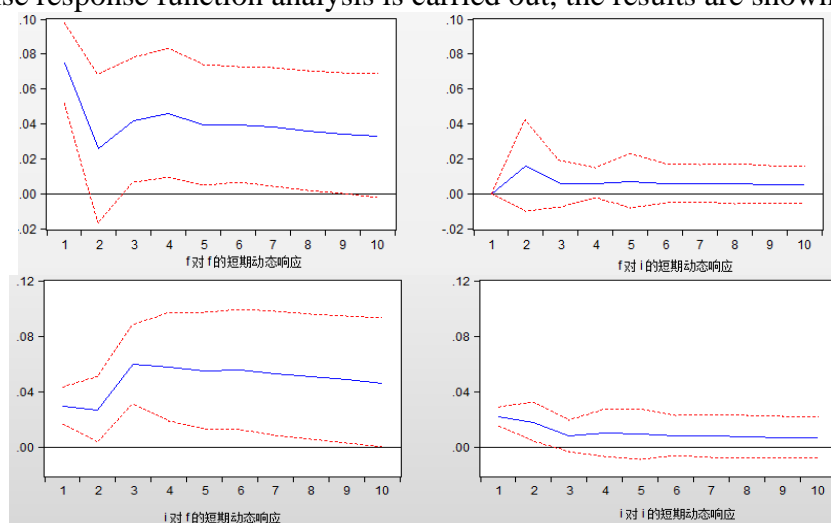 se response function analysis is carried out, the results are shown
.10
.08
.06
.04
.02
.00
-.02
1 2 3 4 5 6 7 8 9 10
f对 f的短期动态响应
.10
.08
.06
.04
.02
.00
-.02
1 2 3 4 5 6 7 8 9 10
f对 i的短期动态响应
.12
.08
.04
.00
1 2 3 4 5 6 7 8 9 10
i对 f的短期动态响应
.12
.08
.04
.00
1 2 3 4 5 6 7 8 9 10
i对 i的短期动态响应